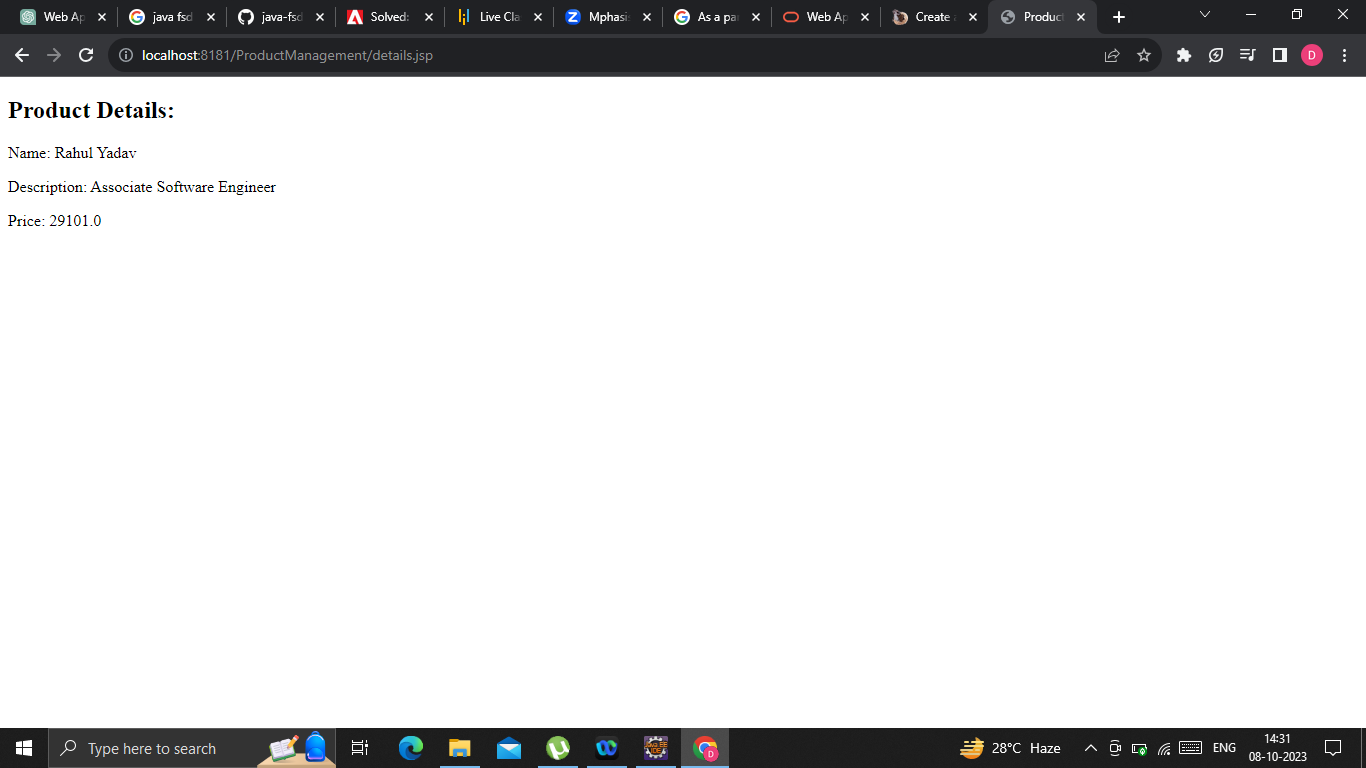 Web Ap
java fsd
java-fsd
Solved:
Live Cla
Mphasi
As a par
Web Ap
Create a
Product
localhost:8181/ProductManagement/details.jsp
D
Product Details:
Name: Rahul Yadav
Description: Associate Software Engineer
Price: 29101.0
Type here to search
28°C Haze
ENG
14:31
08-10-2023